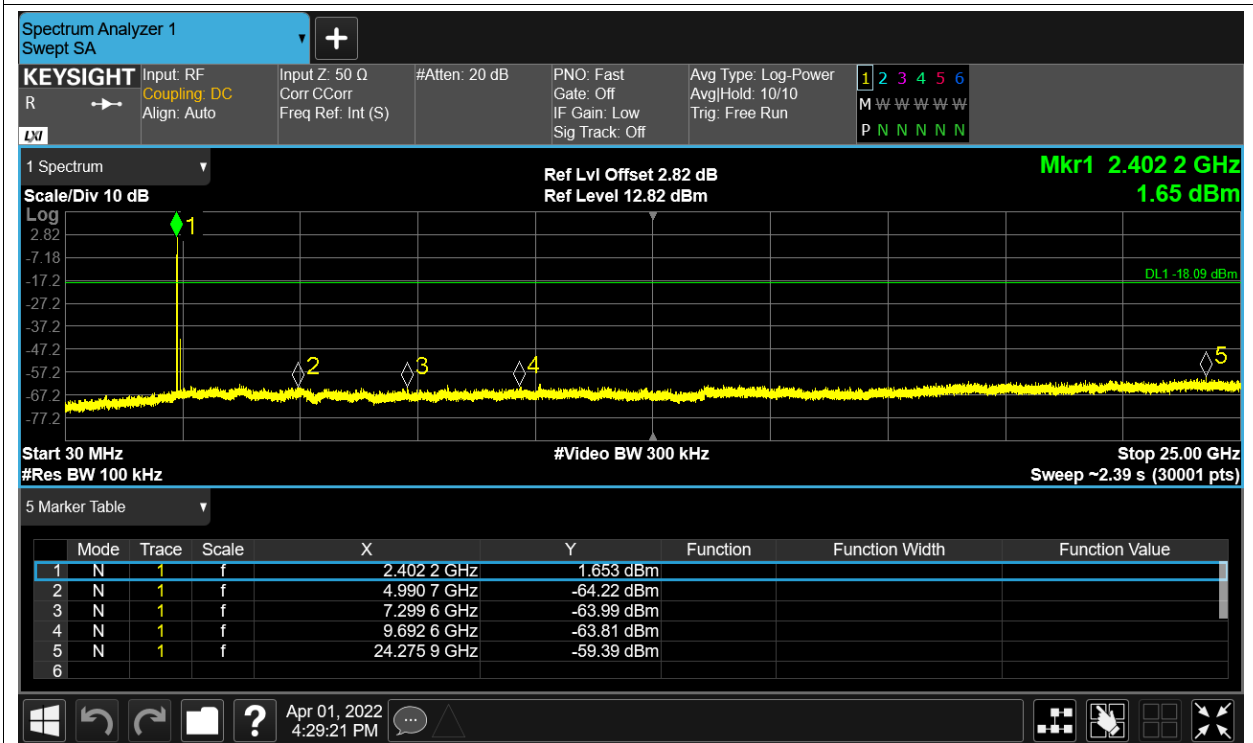 Spectrum Analyzer 1
Swept SA
+
KEYSIGHT Input: RF Input Z: 50 Ω #Atten: 20 dB PNO: Fast Avg Type: Log-Power 1 2 3 4 5 6
R Coupling: DC Corr CCorr Gate: Off Avg|Hold: 10/10 M W W W W W
Align: Auto Freq Ref: Int (S) IF Gain: Low Trig: Free Run
LXI Sig Track: Off P N N N N N
1 Spectrum Ref Lvl Offset 2.82 dB Mkr1 2.402 2 GHz
Scale/Div 10 dB Ref Level 12.82 dBm 1.65 dBm
Log
1
2.82
-7.18
-17.2 DL1 -18.09 dBm
-27.2
-37.2
-47.2
2 3 4 5
-57.2
-67.2
-77.2
Start 30 MHz #Video BW 300 kHz Stop 25.00 GHz
#Res BW 100 kHz Sweep ~2.39 s (30001 pts)
5 Marker Table
Mode Trace Scale X Y Function Function Width Function Value
1 N 1 f 2.402 2 GHz 1.653 dBm
2 N 1 f 4.990 7 GHz -64.22 dBm
3 N 1 f 7.299 6 GHz -63.99 dBm
4 N 1 f 9.692 6 GHz -63.81 dBm
5 N 1 f 24.275 9 GHz -59.39 dBm
6
? Apr 01, 2022
4:29:21 PM